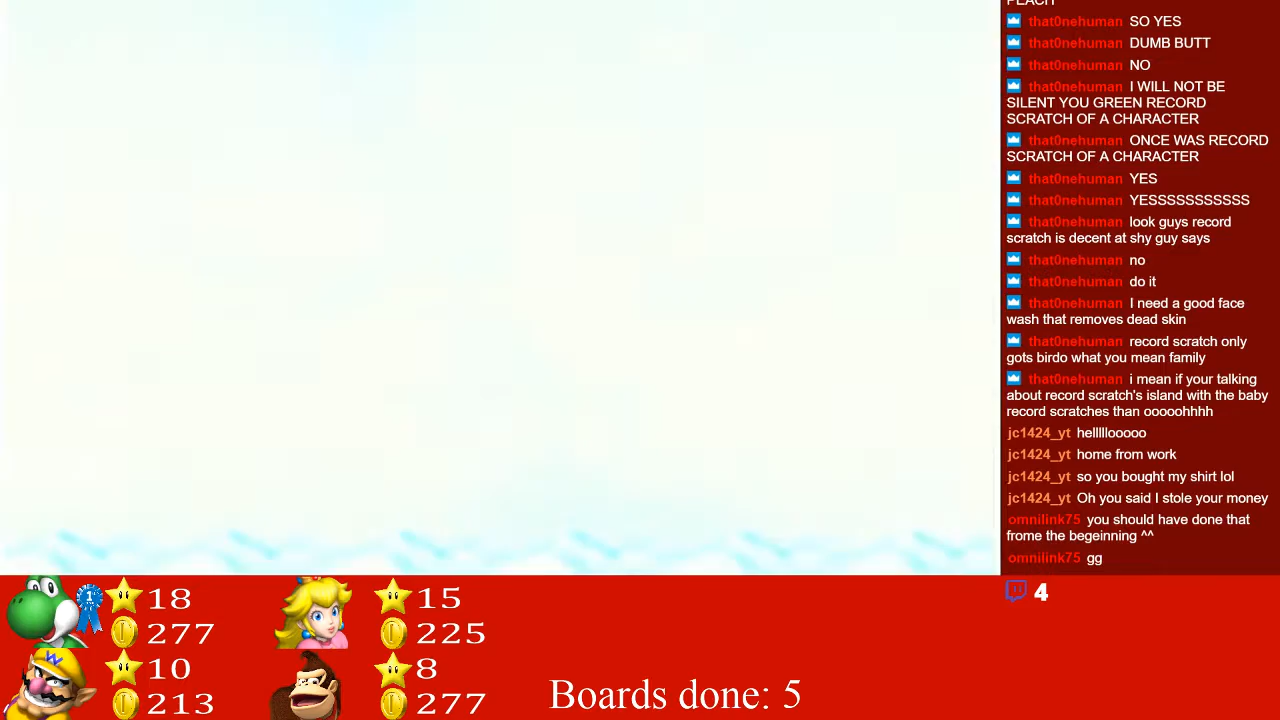 PEACH
that0nehuman SO YES
that0nehuman DUMB BUTT
that0nehuman NO
that0nehuman I WILL NOT BE
SILENT YOU GREEN RECORD
SCRATCH OF A CHARACTER
that0nehuman ONCE WAS RECORD
SCRATCH OF A CHARACTER
that0nehuman YES
that0nehuman YESSSSSSSSSSS
that0nehuman look guys record
scratch is decent at shy guy says
that0nehuman no
that0nehuman do it
that0nehuman I need a good face
wash that removes dead skin
that0nehuman record scratch only
gots birdo what you mean family
that0nehuman i mean if your talking
about record scratch's island with the baby
record scratches than ooooohhhh
jc1424_yt helllllooooo
jc1424_yt home from work
jc1424_yt so you bought my shirt lol
jc1424_yt Oh you said I stole your money
omnilink75 you should have done that
frome the begeinning ^^
omnilink75 gg
4
1 18 15
277 225
W 10 8
213 277
Boards done: 5